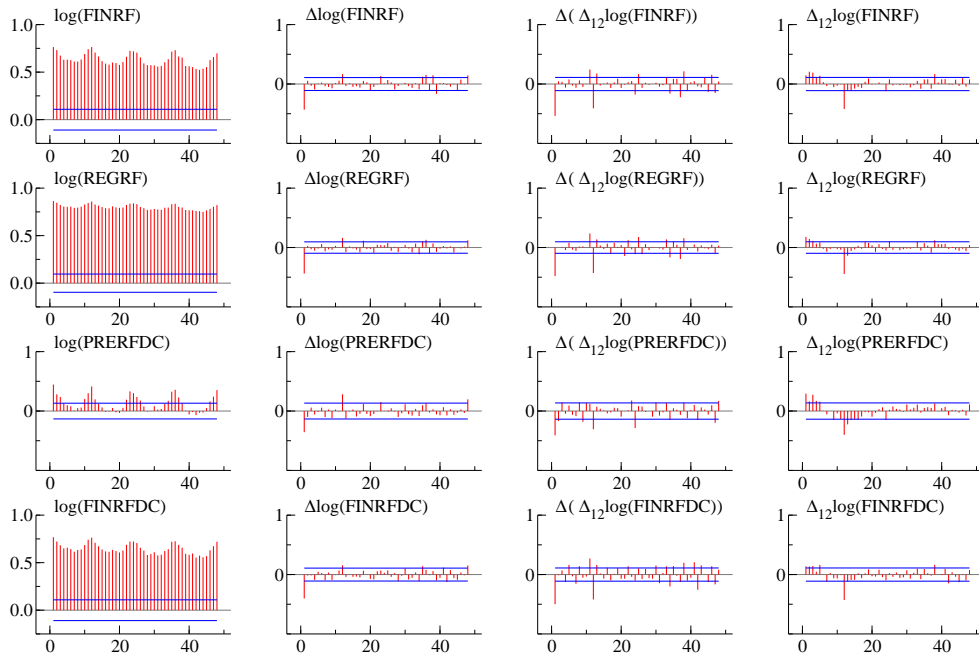 log(FINRF) Δlog(FINRF) Δ( Δ12log(FINRF)) Δ12log(FINRF)
1.0 1 1 1
0.5 0 0 0
0.0
0 20 40 0 20 40 0 20 40 0 20 40
log(REGRF) Δlog(REGRF) Δ( Δ12log(REGRF)) Δ12log(REGRF)
1.0 1 1 1
0.5 0 0 0
0.0
0 20 40 0 20 40 0 20 40 0 20 40
log(PRERFDC) Δlog(PRERFDC) Δ( Δ12log(PRERFDC)) Δ12log(PRERFDC)
1 1 1 1
0 0 0 0
0 20 40 0 20 40 0 20 40 0 20 40
log(FINRFDC) Δlog(FINRFDC) Δ( Δ12log(FINRFDC)) Δ12log(FINRFDC)
1.0 1 1 1
0.5 0 0 0
0.0
0 20 40 0 20 40 0 20 40 0 20 40